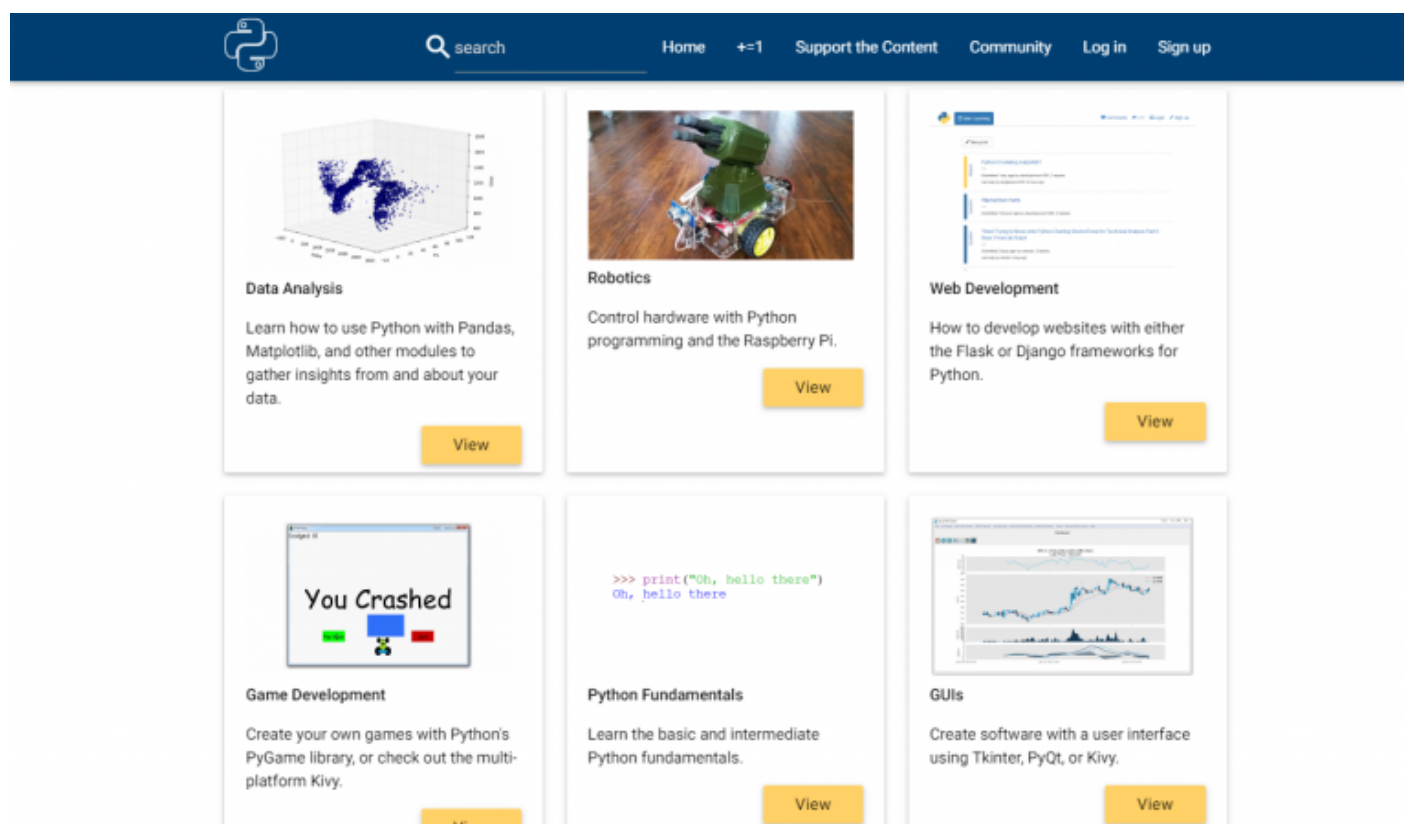 search
Home
+=1
Support the Content
Community
Log in
Sign up
Data Analysis
Learn how to use Python with Pandas,
Matplotlib, and other modules to
gather insights from and about your
data.
View
Robotics
Control hardware with Python
programming and the Raspberry Pi.
View
Web Development
How to develop websites with either
the Flask or Django frameworks for
Python.
View
You Crashed
Game Development
Create your own games with Python's
PyGame library, or check out the multi-
platform Kivy.
>>> print("Oh, hello there")
Oh, hello there
Python Fundamentals
Learn the basic and intermediate
Python fundamentals.
View
GUIs
Create software with a user interface
using Tkinter, PyQt, or Kivy.
View